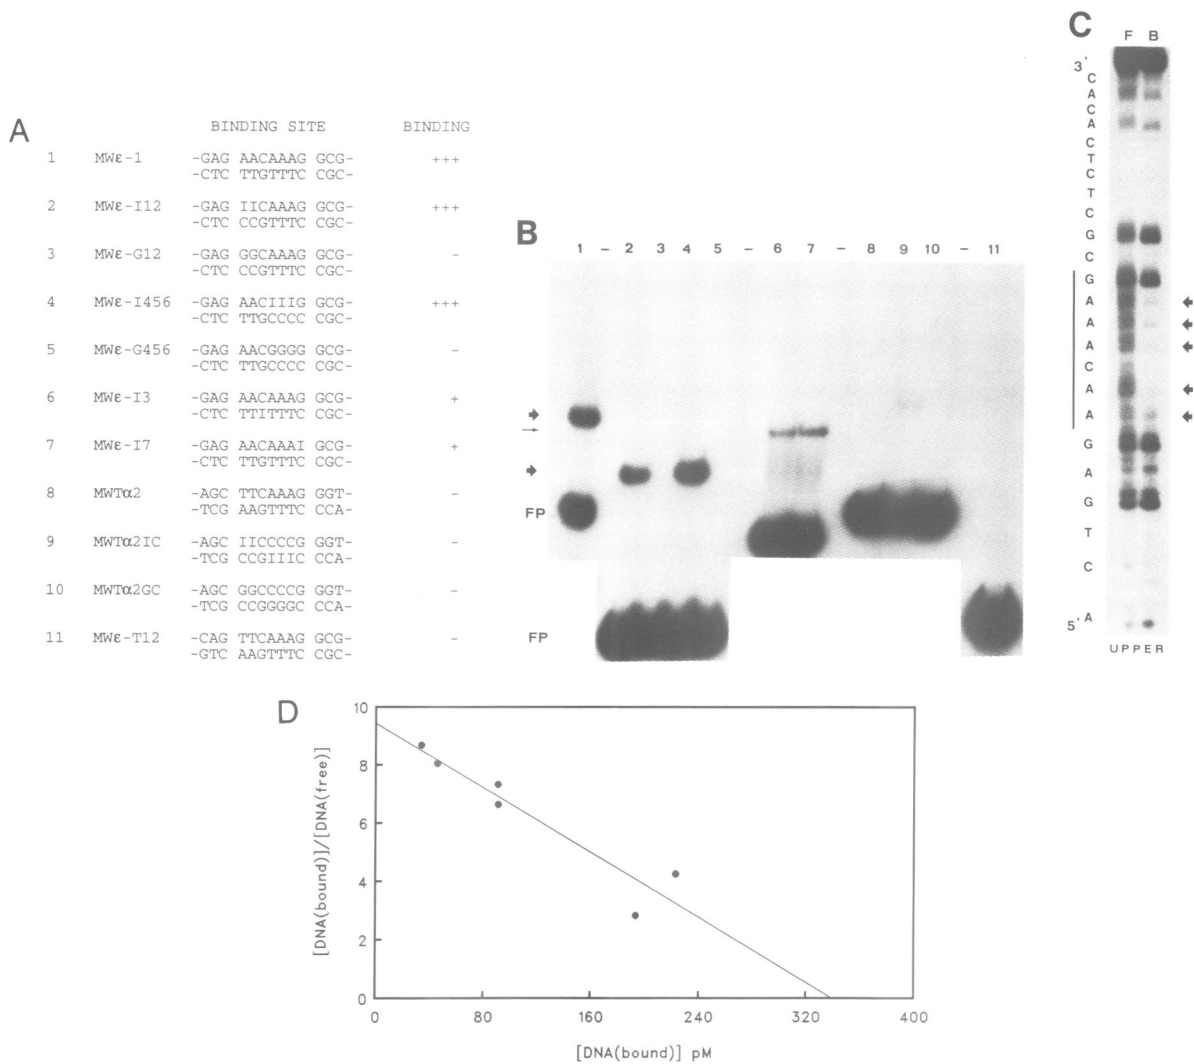 A
BINDING SITE BINDING
1 MWε-1 -GAG AACAAAG GCG- +++
-CTC TTGTTTC CGC-
2 MWε-I12 -GAG IICAAAG GCG- +++
-CTC CCGTTTC CGC-
3 MWε-G12 -GAG GGCAAAG GCG- -
-CTC CCGTTTC CGC-
4 MWε-I456 -GAG AACIIIG GCG- +++
-CTC TTGCCCC CGC-
5 MWε-G456 -GAG AACGGGG GCG- -
-CTC TTGCCCC CGC-
6 MWε-I3 -GAG AACAAAG GCG- +
-CTC TTITTTC CGC-
7 MWε-I7 -GAG AACAAAI GCG- +
-CTC TTGTTTC CGC-
8 MWTα2 -AGC TTCAAAG GGT- -
-TCG AAGTTTC CCA-
9 MWTα2IC -AGC IICCCCG GGT- -
-TCG CCGIIIC CCA-
10 MWTα2GC -AGC GGCCCCG GGT- -
-TCG CCGGGGC CCA-
11 MWε-T12 -CAG TTCAAAG GCG- -
-GTC AAGTTTC CGC-
B
1 - 2 3 4 5 - 6 7 - 8 9 10 - 11
FP
FP
C
F B
3'
C
A
C
A
C
T
C
T
C
G
C
G
A
A
A
C
A
A
G
A
G
T
C
5' A
UPPER
D
[DNA(bound)]/[DNA(free)]
10
8
6
4
2
0
0 80 160 240 320 400
[DNA(bound)] pM